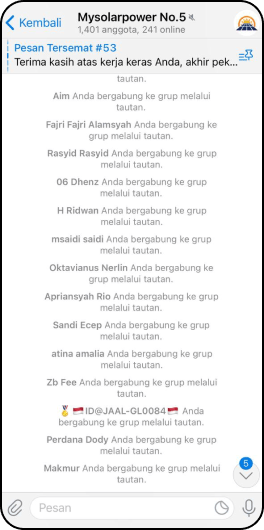 Kembali
Mysolarpower No.5
1,401 anggota, 241 online
Pesan Tersemat #53
Terima kasih atas kerja keras Anda, akhir pek...
tautan.
Aim Anda bergabung ke grup melalui
tautan.
Fajri Fajri Alamsyah Anda bergabung ke
grup melalui tautan.
Rasyid Rasyid Anda bergabung ke grup
melalui tautan.
06 Dhenz Anda bergabung ke grup
melalui tautan.
H Ridwan Anda bergabung ke grup
melalui tautan.
msaidi saidi Anda bergabung ke grup
melalui tautan.
Oktavianus Nerlin Anda bergabung ke
grup melalui tautan.
Apriansyah Rio Anda bergabung ke grup
melalui tautan.
Sandi Ecep Anda bergabung ke grup
melalui tautan.
atina amalia Anda bergabung ke grup
melalui tautan.
Zb Fee Anda bergabung ke grup melalui
tautan.
🏅🇮🇩ID@JAAL-GL0084🇮🇩 Anda
bergabung ke grup melalui tautan.
Perdana Dody Anda bergabung ke grup
melalui tautan.
Makmur Anda bergabung ke grup melalui
tautan.
5
Pesan